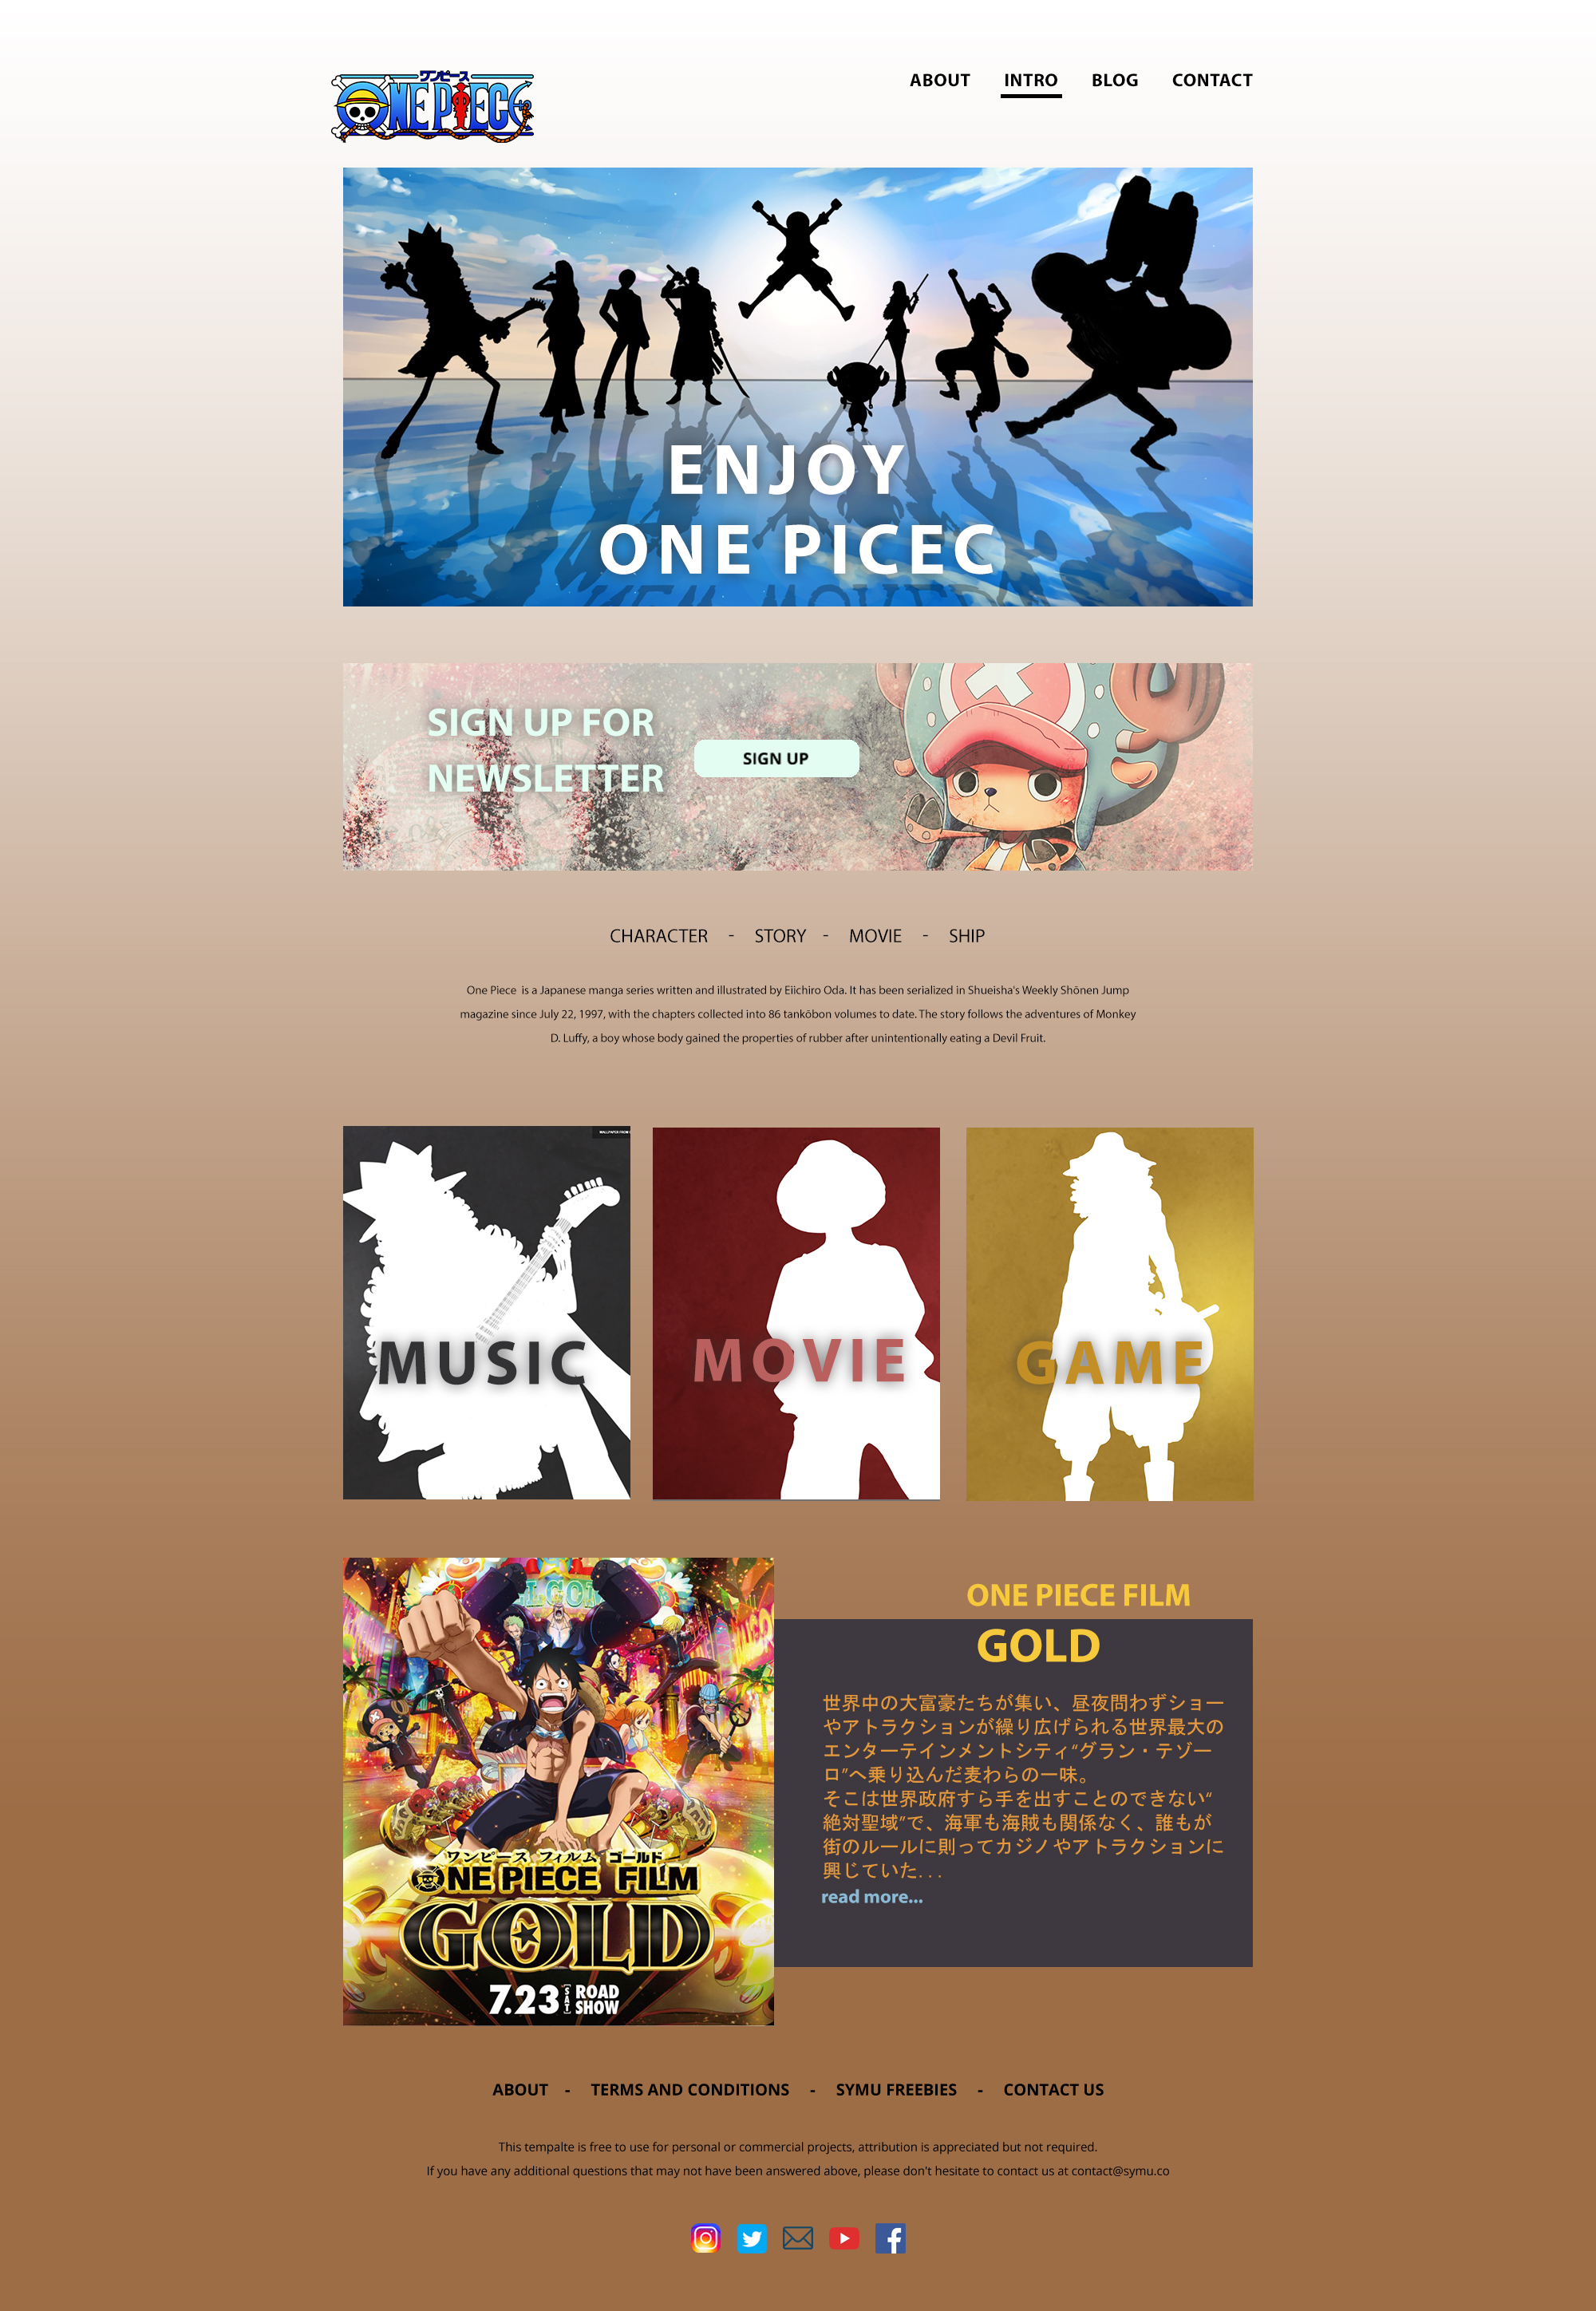 ワンピース
ONE PIECE
ABOUT INTRO BLOG CONTACT
ENJOY
ONE PICEC
SIGN UP FOR
NEWSLETTER
SIGN UP
CHARACTER - STORY - MOVIE - SHIP
One Piece is a Japanese manga series written and illustrated by Eiichiro Oda. It has been serialized in Shueisha's Weekly Shōnen Jump
magazine since July 22, 1997, with the chapters collected into 86 tankōbon volumes to date. The story follows the adventures of Monkey
D. Luffy, a boy whose body gained the properties of rubber after unintentionally eating a Devil Fruit.
WALLPAPER FROM
MUSIC
MOVIE
GAME
ワンピース フィルム ゴールド
ONE PIECE FILM
GOLD
7.23 SAT ROAD
SHOW
ONE PIECE FILM
GOLD
世界中の大富豪たちが集い、昼夜問わずショー
やアトラクションが繰り広げられる世界最大の
エンターテインメントシティ“グラン・テゾー
ロ”へ乗り込んだ麦わらの一味。
そこは世界政府すら手を出すことのできない“
絶対聖域”で、海軍も海賊も関係なく、誰もが
街のルールに則ってカジノやアトラクションに
興じていた...
read more...
ABOUT - TERMS AND CONDITIONS - SYMU FREEBIES - CONTACT US
This tempalte is free to use for personal or commercial projects, attribution is appreciated but not required.
If you have any additional questions that may not have been answered above, please don't hesitate to contact us at contact@symu.co